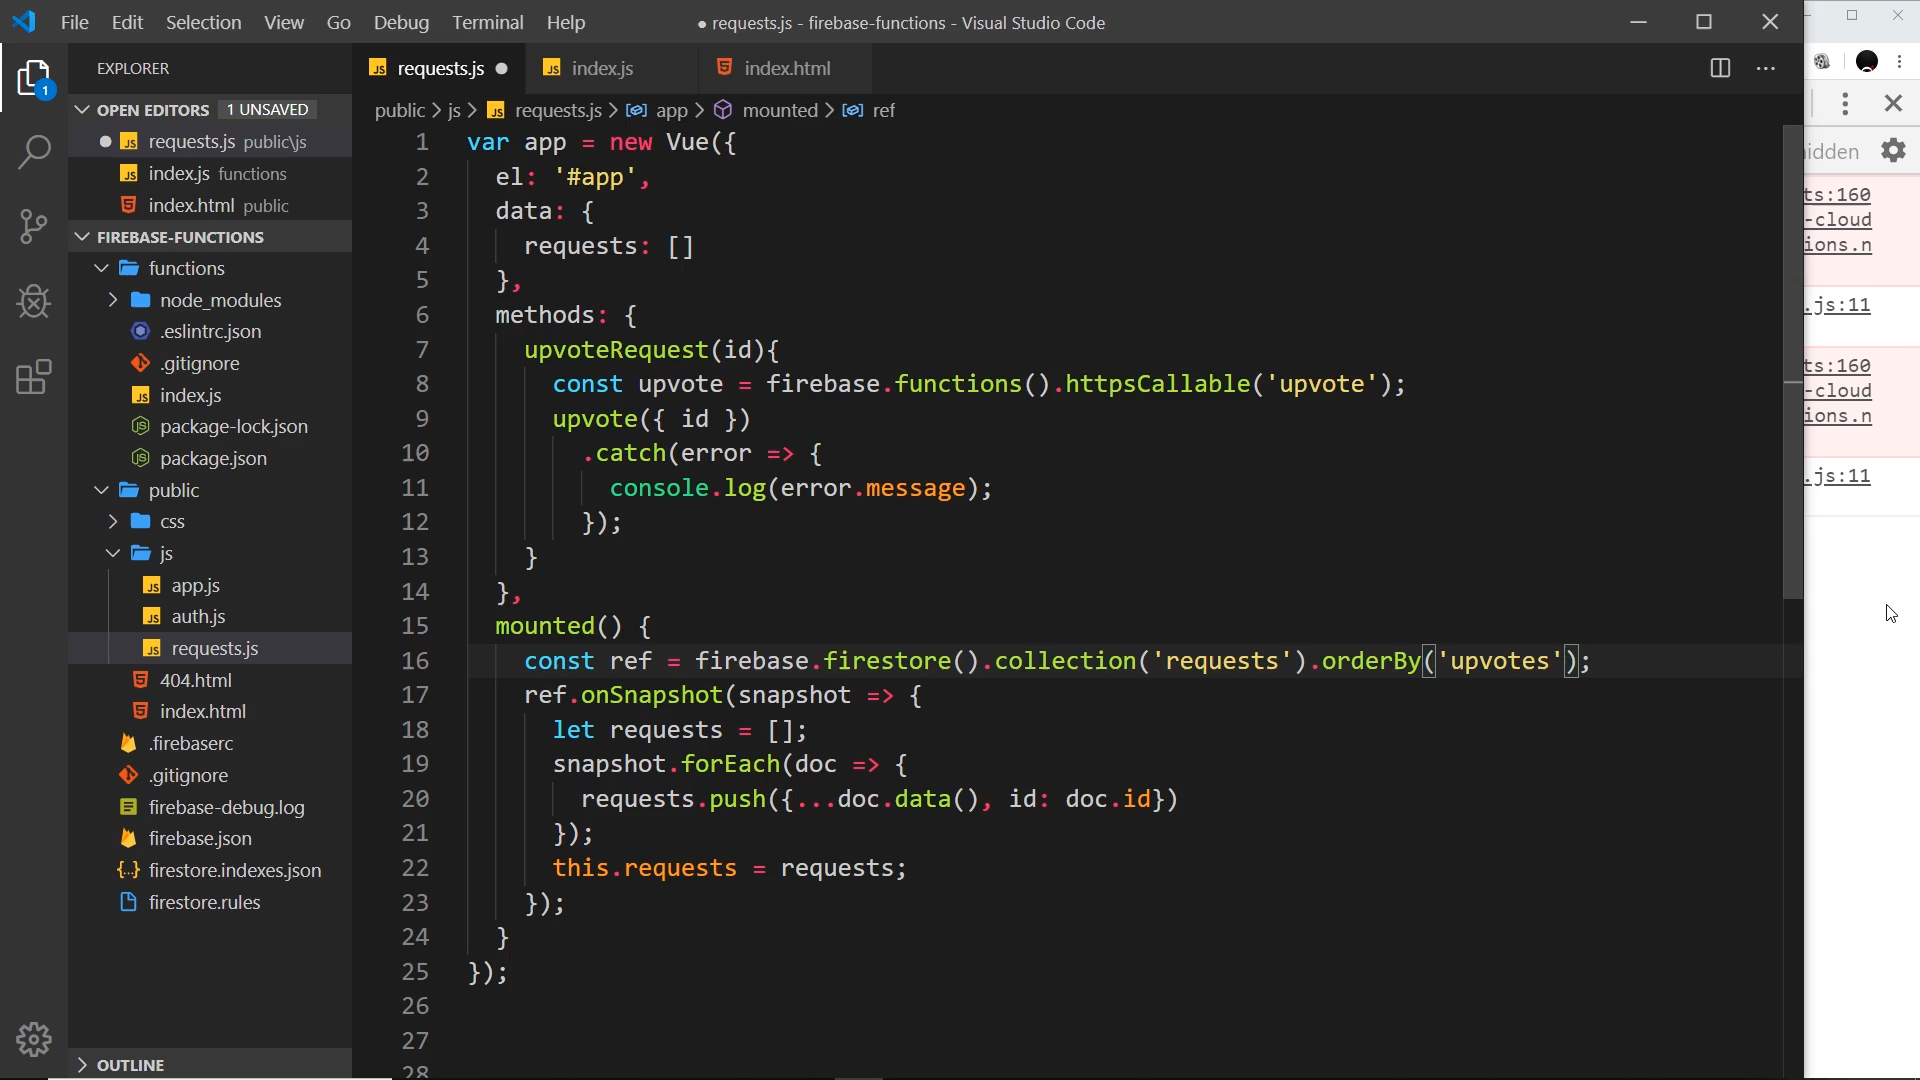 File Edit Selection View Go Debug Terminal Help
● requests.js - firebase-functions - Visual Studio Code
EXPLORER
OPEN EDITORS 1 UNSAVED
requests.js public\js
index.js functions
index.html public
FIREBASE-FUNCTIONS
functions
node_modules
.eslintrc.json
.gitignore
index.js
package-lock.json
package.json
public
css
js
app.js
auth.js
requests.js
404.html
index.html
.firebaserc
.gitignore
firebase-debug.log
firebase.json
firestore.indexes.json
firestore.rules
OUTLINE
1
requests.js index.js index.html
public > js > requests.js > app > mounted > ref
1 var app = new Vue({
2 el: '#app',
3 data: {
4 requests: []
5 },
6 methods: {
7 upvoteRequest(id){
8 const upvote = firebase.functions().httpsCallable('upvote');
9 upvote({ id })
10 .catch(error => {
11 console.log(error.message);
12 });
13 }
14 },
15 mounted() {
16 const ref = firebase.firestore().collection('requests').orderBy('upvotes');
17 ref.onSnapshot(snapshot => {
18 let requests = [];
19 snapshot.forEach(doc => {
20 requests.push({...doc.data(), id: doc.id})
21 });
22 this.requests = requests;
23 });
24 }
25 });
26
27
28
idden
ts:160
-cloud
ions.n
.js:11
ts:160
-cloud
ions.n
.js:11